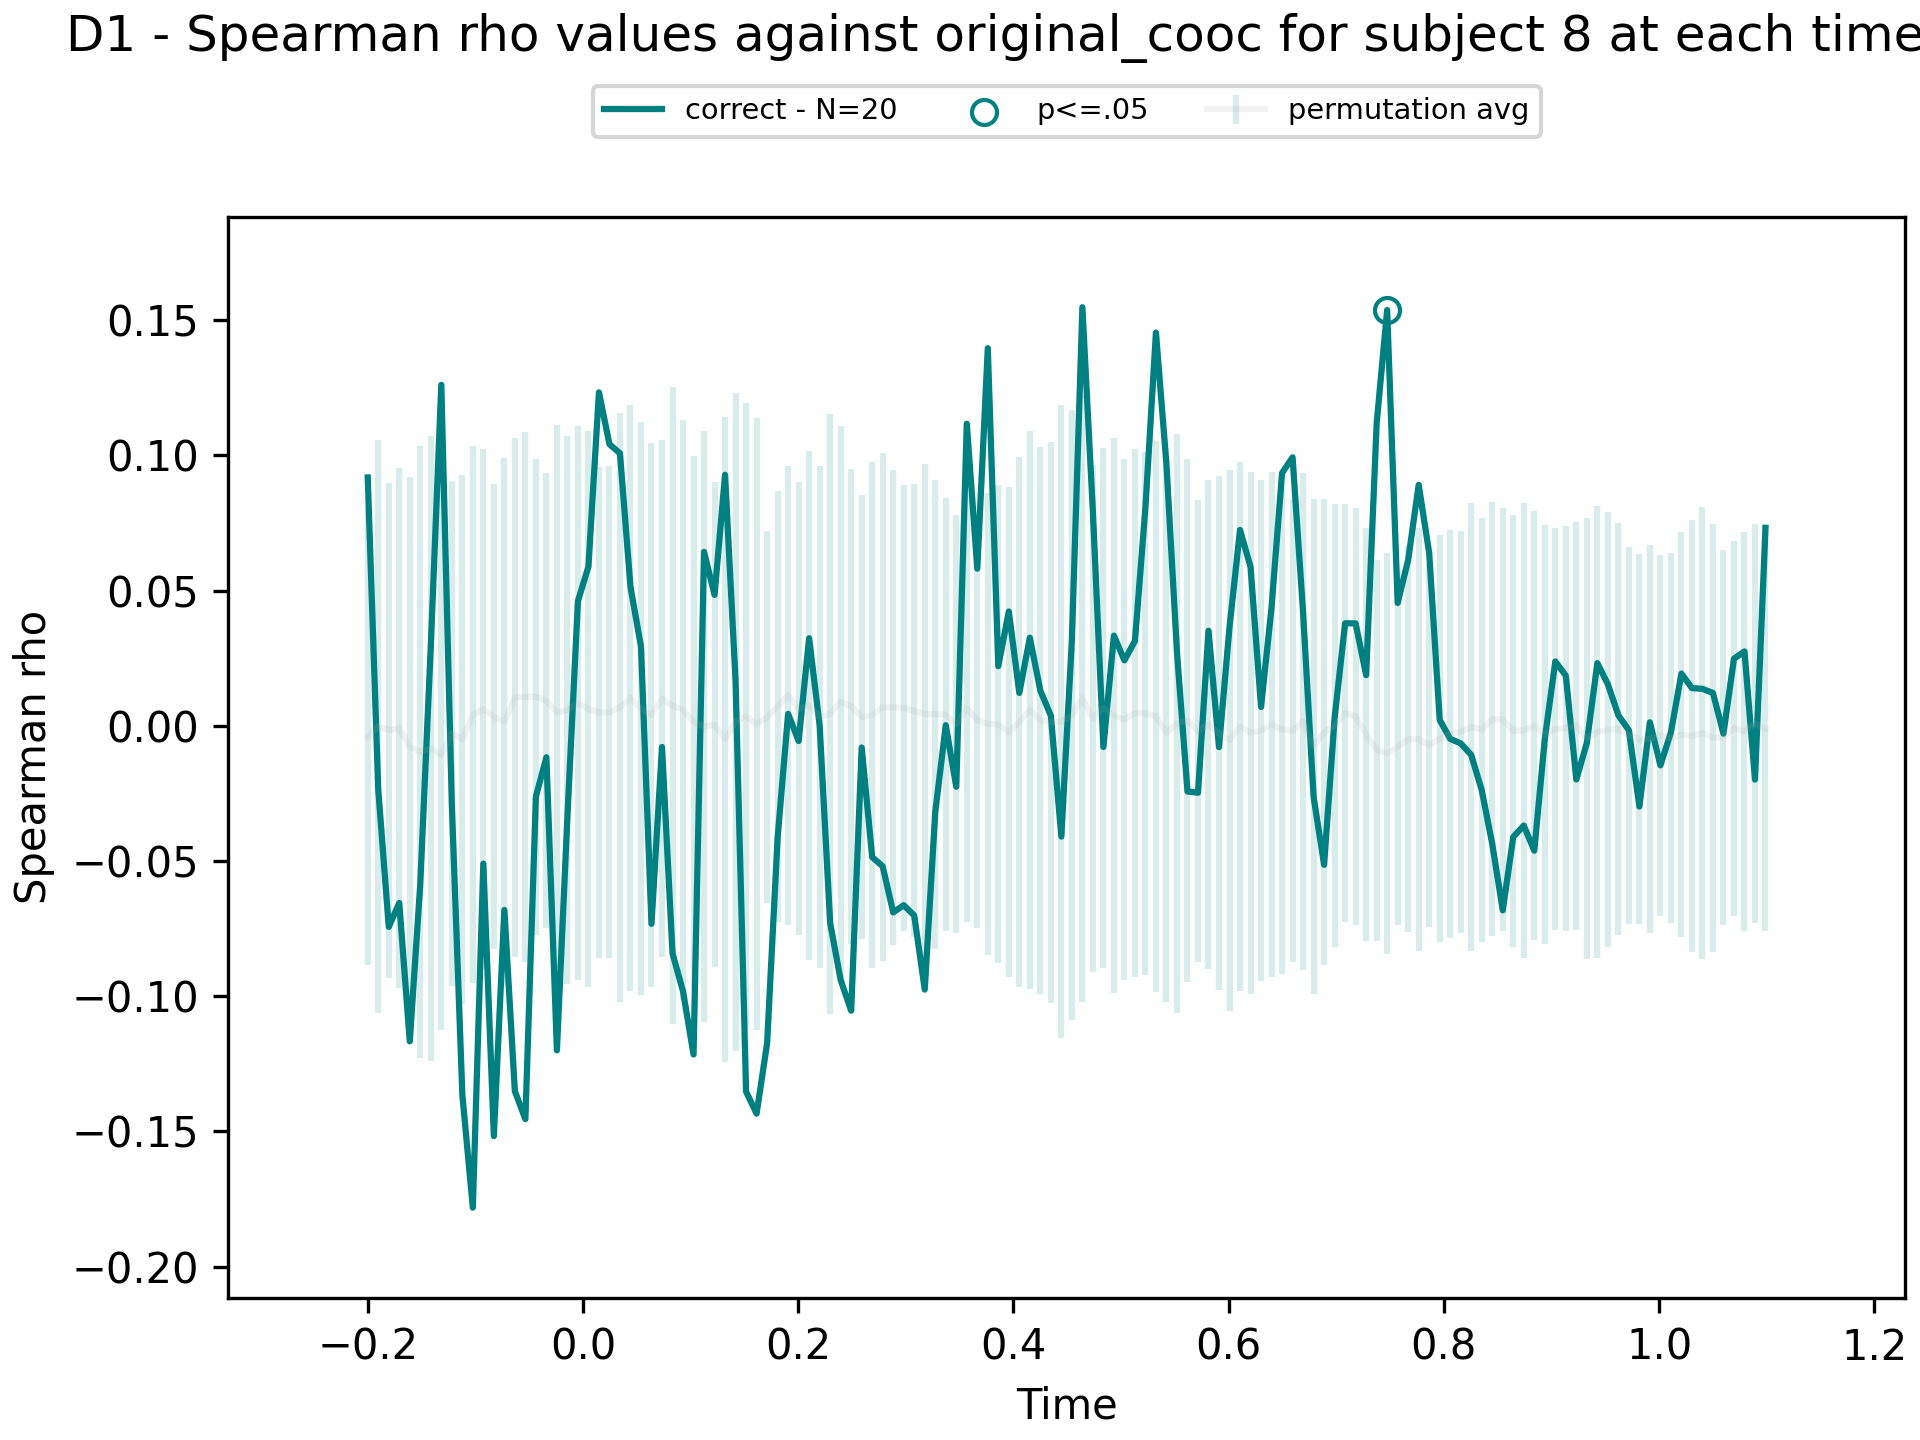 D1 - Spearman rho values against original_cooc for subject 8 at each time
correct - N=20
p<=.05
permutation avg
Spearman rho
0.15
0.10
0.05
0.00
−0.05
−0.10
−0.15
−0.20
−0.2
0.0
0.2
0.4
0.6
0.8
1.0
1.2
Time